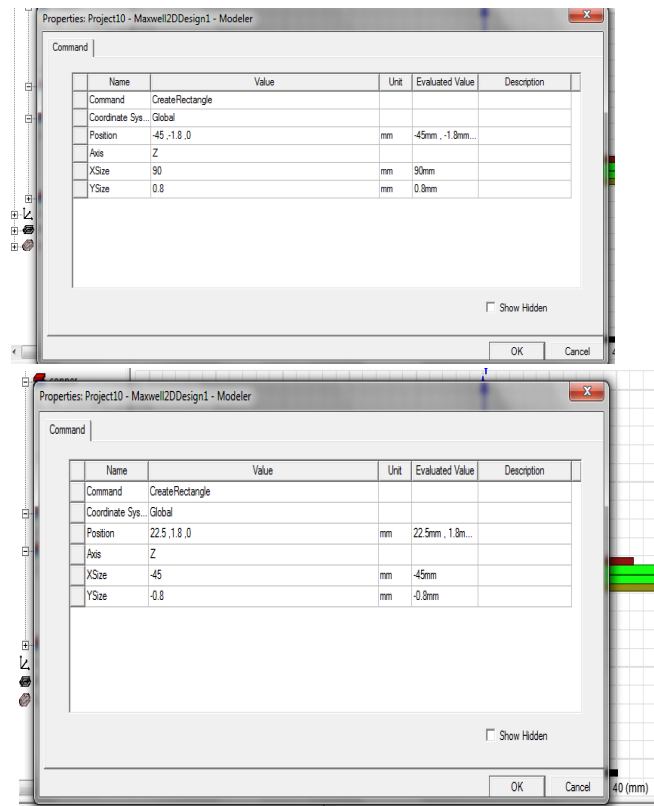 Properties: Project10 - Maxwell2DDesign1 - Modeler
Command
Name Value Unit Evaluated Value Description
Command CreateRectangle
Coordinate Sys... Global
Position -45 ,-1.8 ,0 mm -45mm , -1.8mm...
Axis Z
XSize 90 mm 90mm
YSize 0.8 mm 0.8mm
Show Hidden
OK Cancel
Properties: Project10 - Maxwell2DDesign1 - Modeler
Command
Name Value Unit Evaluated Value Description
Command CreateRectangle
Coordinate Sys... Global
Position 22.5 ,1.8 ,0 mm 22.5mm , 1.8m...
Axis Z
XSize -45 mm -45mm
YSize -0.8 mm -0.8mm
Show Hidden
OK Cancel 40 (mm)